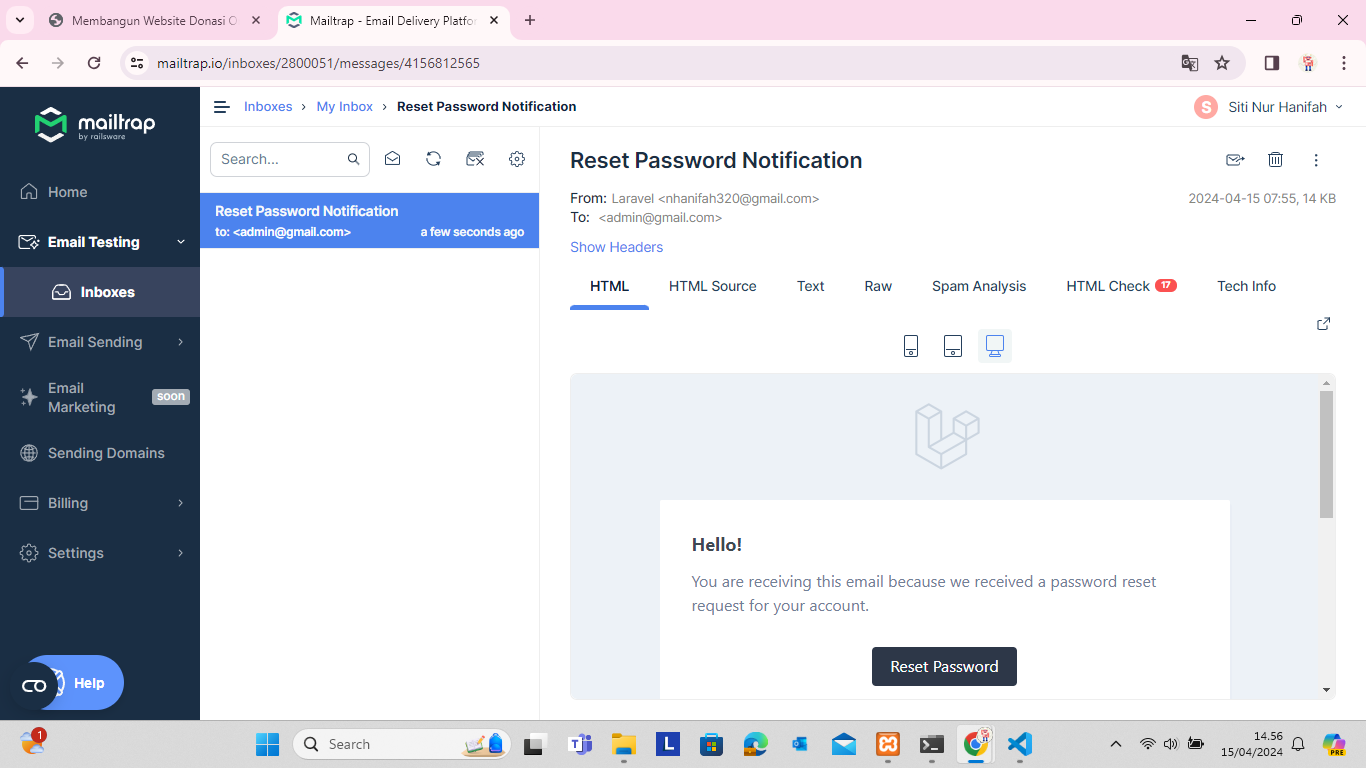 Membangun Website Donasi O
Mailtrap - Email Delivery Platfor
mailtrap.io/inboxes/2800051/messages/4156812565
mailtrap
by railsware
Home
Email Testing
Inboxes
Email Sending
Email
Marketing
soon
Sending Domains
Billing
Settings
Help
Inboxes › My Inbox › Reset Password Notification
S
Siti Nur Hanifah
Search...
Reset Password Notification
to: <admin@gmail.com>
a few seconds ago
Reset Password Notification
From: Laravel <nhanifah320@gmail.com>
2024-04-15 07:55, 14 KB
To: <admin@gmail.com>
Show Headers
HTML
HTML Source
Text
Raw
Spam Analysis
HTML Check 17
Tech Info
Hello!
You are receiving this email because we received a password reset
request for your account.
Reset Password
1
Search
L
14.56
15/04/2024
PRE